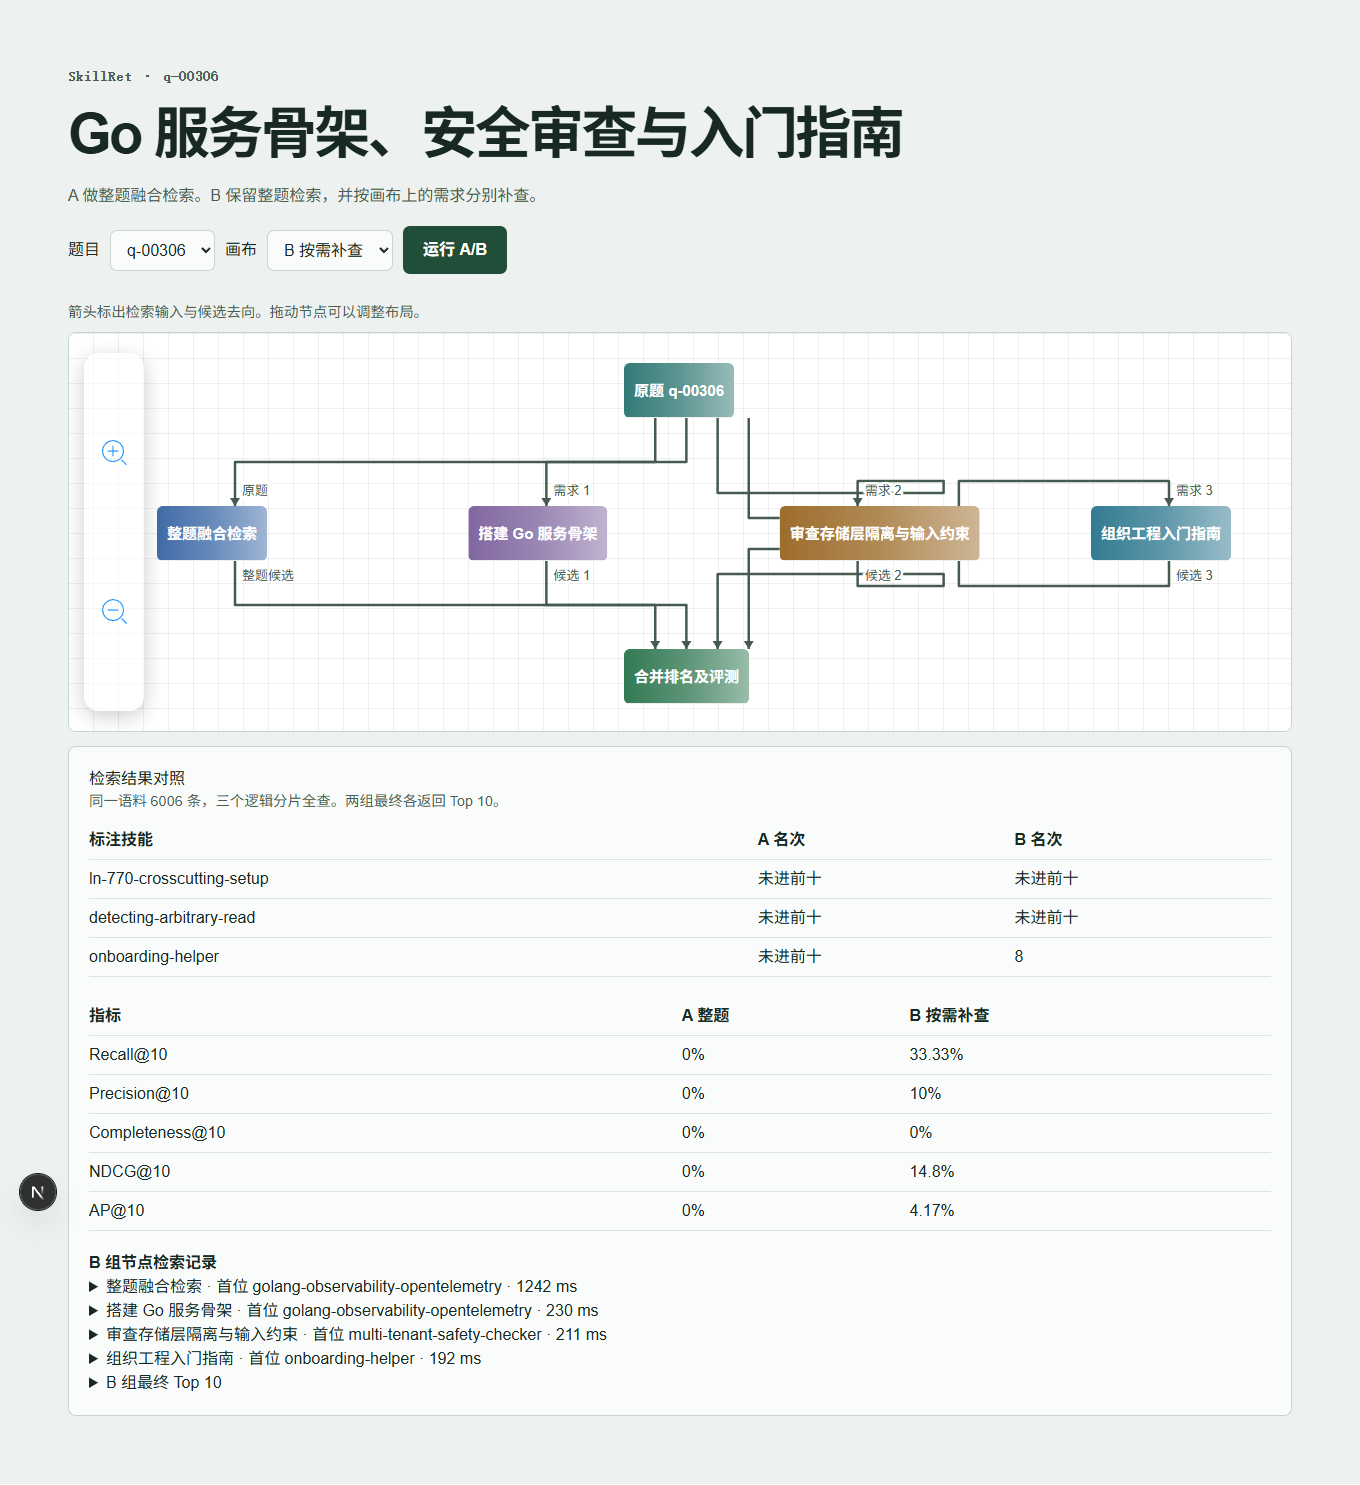 SkillRet · q-00306
Go 服务骨架、安全审查与入门指南
A 做整题融合检索。B 保留整题检索，并按画布上的需求分别补查。
题目 q-00306 画布 B 按需补查 运行 A/B
箭头标出检索输入与候选去向。拖动节点可以调整布局。
原题 q-00306
原题 需求 1 需求 2 需求 3
整题融合检索 搭建 Go 服务骨架 审查存储层隔离与输入约束 组织工程入门指南
整题候选 候选 1 候选 2 候选 3
合并排名及评测
检索结果对照
同一语料 6006 条，三个逻辑分片全查。两组最终各返回 Top 10。
标注技能 A 名次 B 名次
ln-770-crosscutting-setup 未进前十 未进前十
detecting-arbitrary-read 未进前十 未进前十
onboarding-helper 未进前十 8
指标 A 整题 B 按需补查
Recall@10 0% 33.33%
Precision@10 0% 10%
Completeness@10 0% 0%
NDCG@10 0% 14.8%
AP@10 0% 4.17%
B 组节点检索记录
▶ 整题融合检索 · 首位 golang-observability-opentelemetry · 1242 ms
▶ 搭建 Go 服务骨架 · 首位 golang-observability-opentelemetry · 230 ms
▶ 审查存储层隔离与输入约束 · 首位 multi-tenant-safety-checker · 211 ms
▶ 组织工程入门指南 · 首位 onboarding-helper · 192 ms
▶ B 组最终 Top 10
N